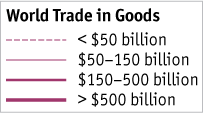 World Trade in Goods
< $50 billion
$50–150 billion
$150–500 billion
> $500 billion